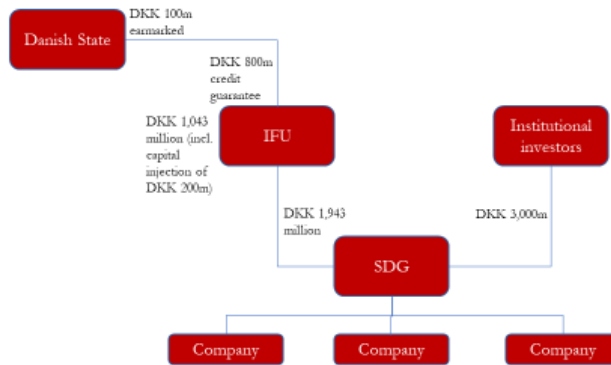 DKK 100m
earmarked
Danish State
DKK 800m
credit
guarantee
DKK 1,043
million (incl.
capital
injection of
DKK 200m)
IFU
Institutional
investors
DKK 1,943
million
DKK 3,000m
SDG
Company
Company
Company